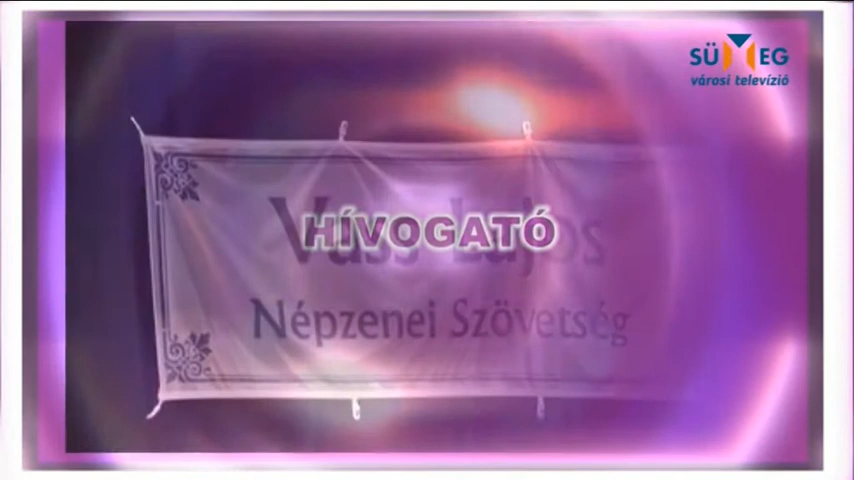 SÜMEG
városi televízió
HÍVOGATÓ
Vass Lajos
Népzenei Szövetség